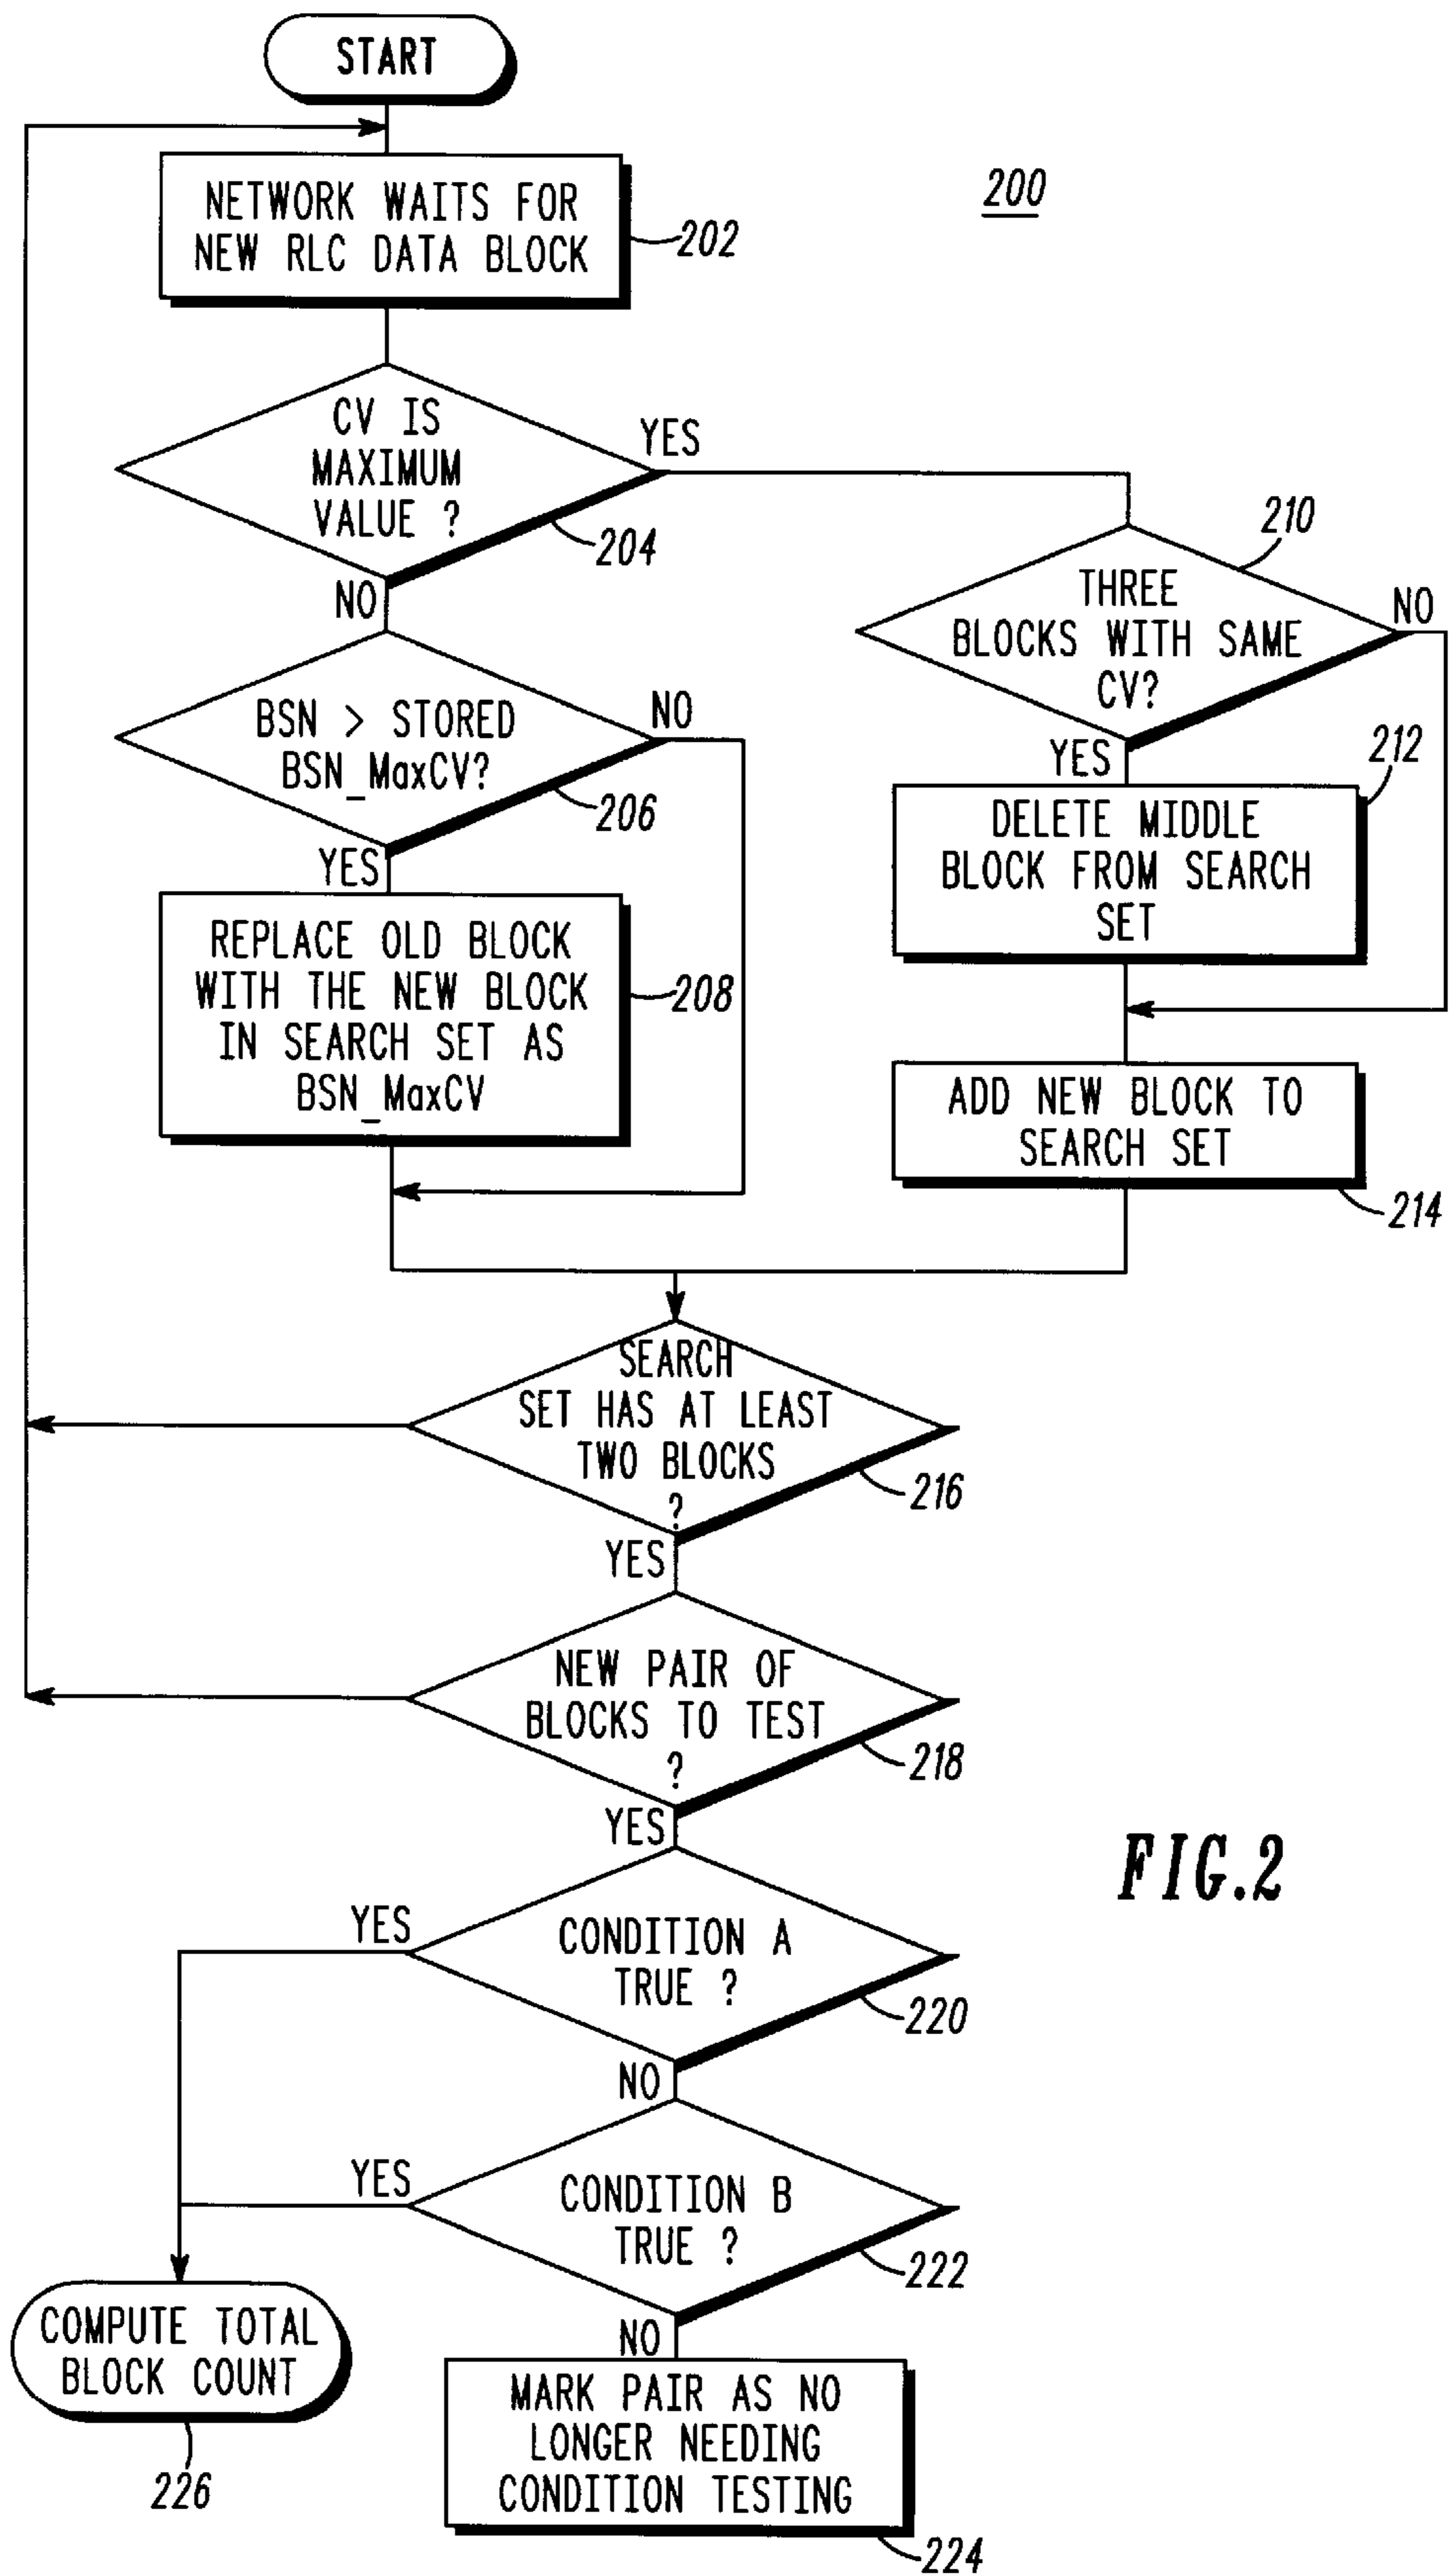 START
200
NETWORK WAITS FOR
NEW RLC DATA BLOCK
202
CV IS
MAXIMUM
VALUE ?
YES
204
NO
210
THREE
BLOCKS WITH SAME
CV?
NO
YES
BSN > STORED
BSN_MaxCV?
NO
206
YES
212
DELETE MIDDLE
BLOCK FROM SEARCH
SET
REPLACE OLD BLOCK
WITH THE NEW BLOCK
IN SEARCH SET AS
BSN_MaxCV
208
ADD NEW BLOCK TO
SEARCH SET
214
SEARCH
SET HAS AT LEAST
TWO BLOCKS
?
216
YES
NEW PAIR OF
BLOCKS TO TEST
?
218
YES
FIG.2
YES
CONDITION A
TRUE ?
220
NO
YES
CONDITION B
TRUE ?
222
NO
COMPUTE TOTAL
BLOCK COUNT
226
MARK PAIR AS NO
LONGER NEEDING
CONDITION TESTING
224